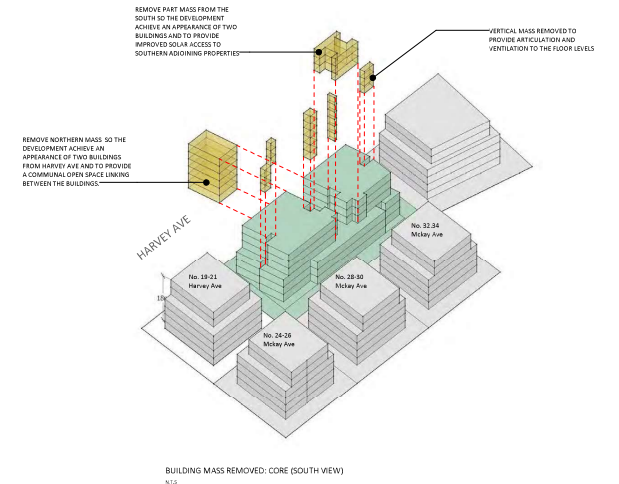 REMOVE PART MASS FROM THE
SOUTH SO THE DEVELOPMENT
ACHIEVE AN APPEARANCE OF TWO
BUILDINGS AND TO PROVIDE
IMPROVED SOLAR ACCESS TO
SOUTHERN ADJOINING PROPERTIES
VERTICAL MASS REMOVED TO
PROVIDE ARTICULATION AND
VENTILATION TO THE FLOOR LEVELS
REMOVE NORTHERN MASS SO THE
DEVELOPMENT ACHIEVE AN
APPEARANCE OF TWO BUILDINGS
FROM HARVEY AVE AND TO PROVIDE
A COMMUNAL OPEN SPACE LINKING
BETWEEN THE BUILDINGS.
HARVEY AVE
No. 32.34
Mckay Ave
No. 19-21
Harvey Ave
No. 28-30
Mckay Ave
No. 24-26
Mckay Ave
BUILDING MASS REMOVED: CORE (SOUTH VIEW)
N.T.S